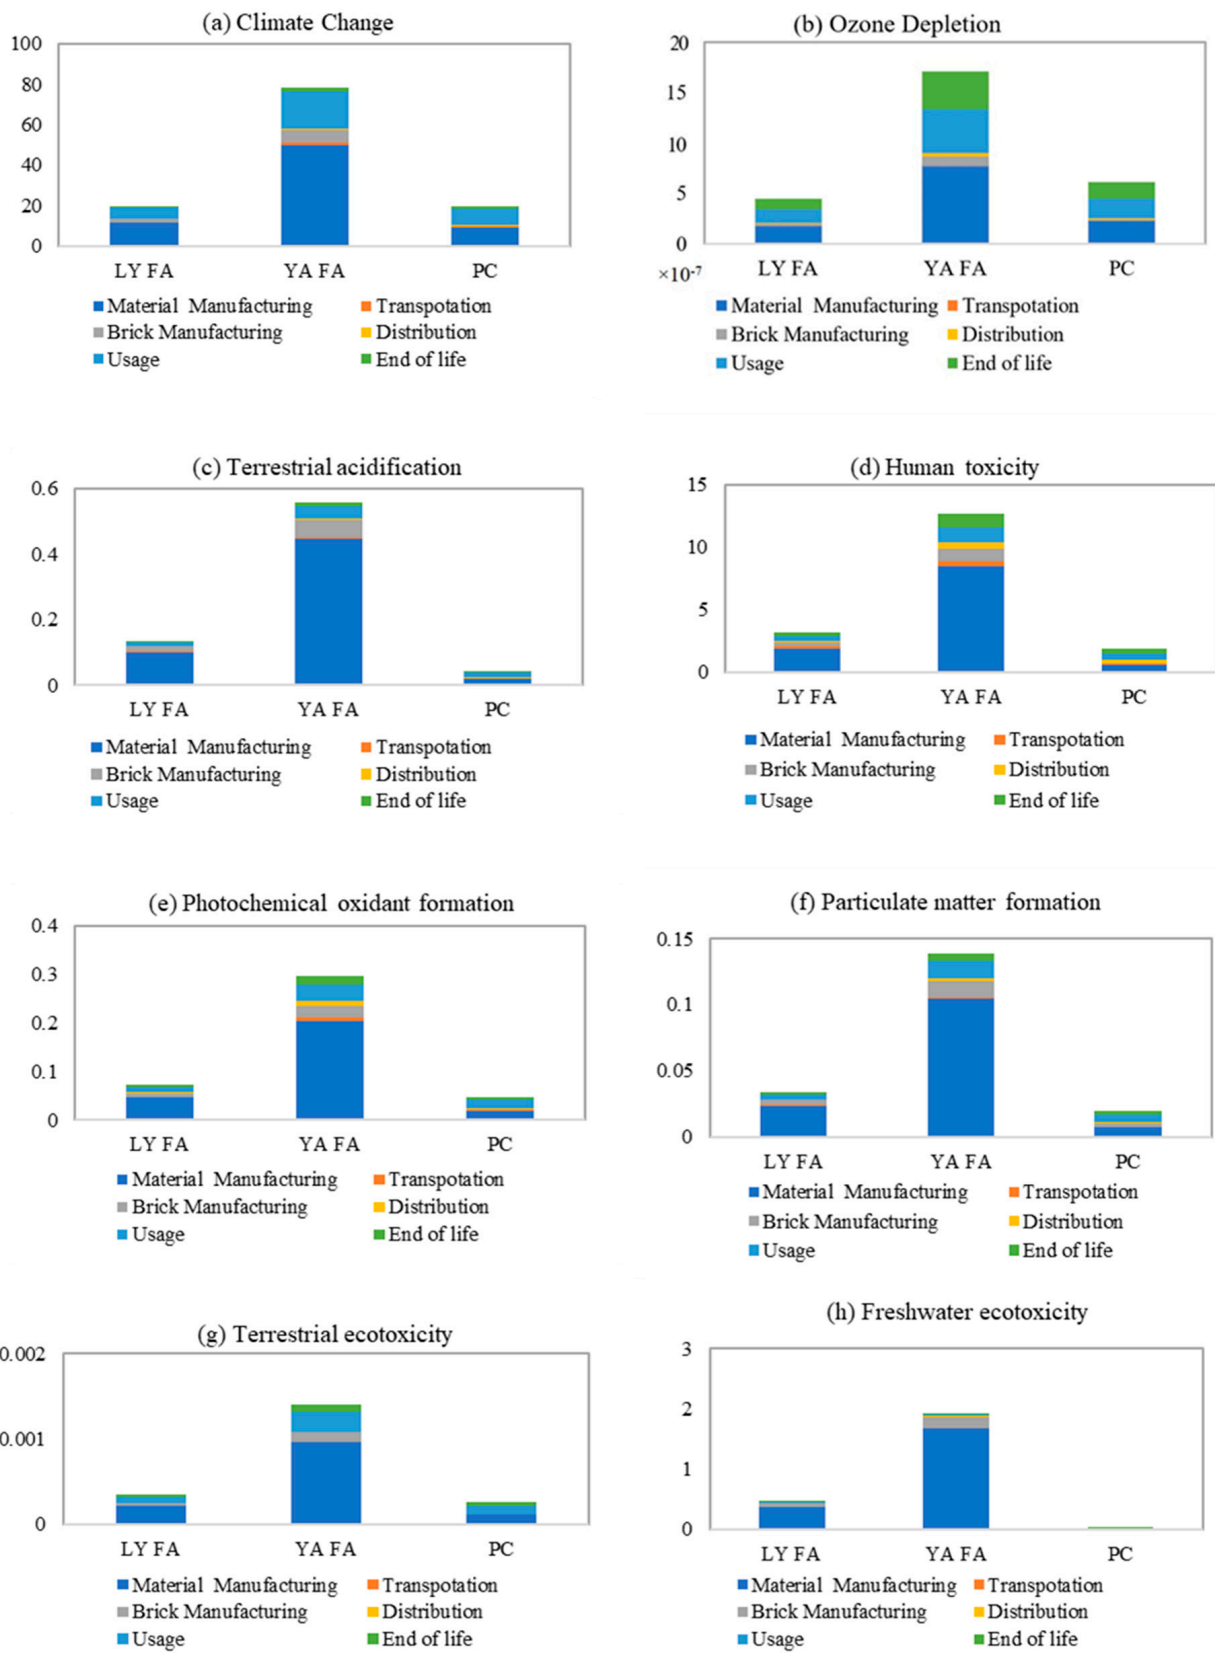 (a) Climate Change
100
80
60
40
20
0
LY FA YA FA PC
Material Manufacturing Transpotation
Brick Manufacturing Distribution
Usage End of life
(b) Ozone Depletion
20
15
10
5
0
×10-7 LY FA YA FA PC
Material Manufacturing Transpotation
Brick Manufacturing Distribution
Usage End of life
(c) Terrestrial acidification
0.6
0.4
0.2
0
LY FA YA FA PC
Material Manufacturing Transpotation
Brick Manufacturing Distribution
Usage End of life
(d) Human toxicity
15
10
5
0
LY FA YA FA PC
Material Manufacturing Transpotation
Brick Manufacturing Distribution
Usage End of life
(e) Photochemical oxidant formation
0.4
0.3
0.2
0.1
0
LY FA YA FA PC
Material Manufacturing Transpotation
Brick Manufacturing Distribution
Usage End of life
(f) Particulate matter formation
0.15
0.1
0.05
0
LY FA YA FA PC
Material Manufacturing Transpotation
Brick Manufacturing Distribution
Usage End of life
(g) Terrestrial ecotoxicity
0.002
0.001
0
LY FA YA FA PC
Material Manufacturing Transpotation
Brick Manufacturing Distribution
Usage End of life
(h) Freshwater ecotoxicity
3
2
1
0
LY FA YA FA PC
Material Manufacturing Transpotation
Brick Manufacturing Distribution
Usage End of life